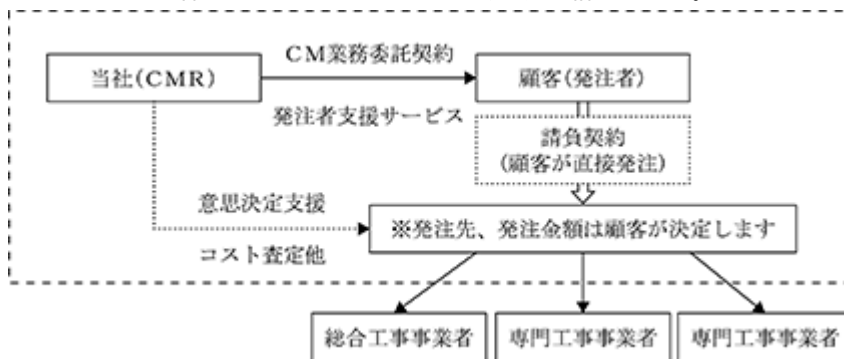 CM業務委託契約
当社(CMR)
顧客(発注者)
発注者支援サービス
請負契約
(顧客が直接発注)
意思決定支援
※発注先、発注金額は顧客が決定します
コスト査定他
総合工事事業者
専門工事事業者
専門工事事業者